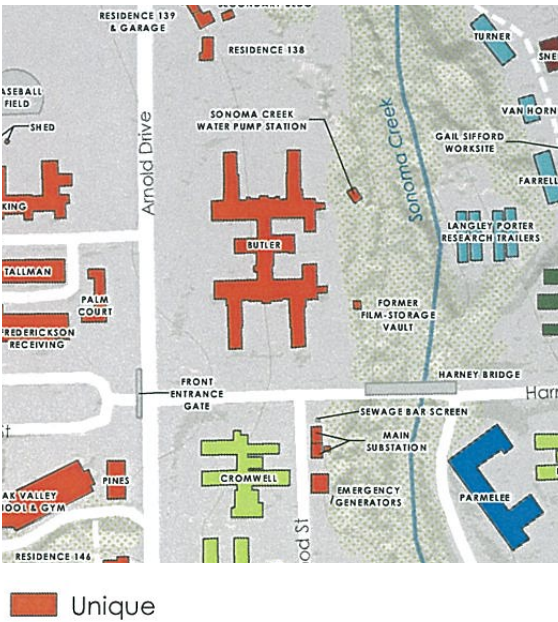 RESIDENCE 139
& GARAGE
RESIDENCE 138
TURNER
SNE
ASEBALL
FIELD
SHED
VAN HORN
SONOMA CREEK
WATER PUMP STATION
Sonoma Creek
GAIL SIFFORD
WORKSITE
FARRELL
Arnold Drive
KING
BUTLER
LANGLEY PORTER
RESEARCH TRAILERS
TALLMAN
PALM
COURT
FREDERICKSON
RECEIVING
FORMER
FILM-STORAGE
VAULT
FRONT
ENTRANCE
GATE
HARNEY BRIDGE
Harn
SEWAGE BAR SCREEN
MAIN
SUBSTATION
CROMWELL
PINES
AK VALLEY
OOL & GYM
EMERGENCY
GENERATORS
PARMELEE
od St
RESIDENCE 146
Unique